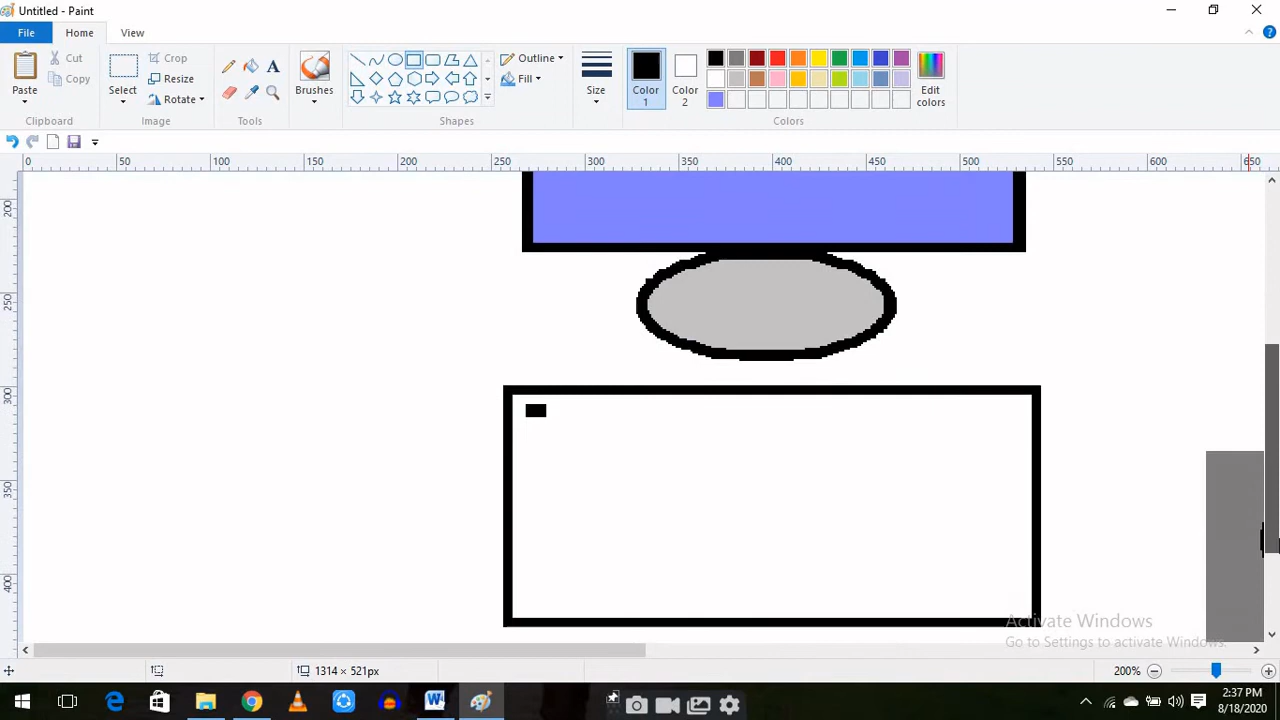 Untitled - Paint
File Home View
Paste
Cut
Copy
Clipboard
Select
Crop
Resize
Rotate
Image
Tools
Brushes
Shapes
Outline
Fill
Size
Color 1
Color 2
Colors
Edit colors
0 50 100 150 200 250 300 350 400 450 500 550 600 650
200
250
300
350
400
Activate Windows
Go to Settings to activate Windows.
1314 × 521px
200%
2:37 PM
8/18/2020